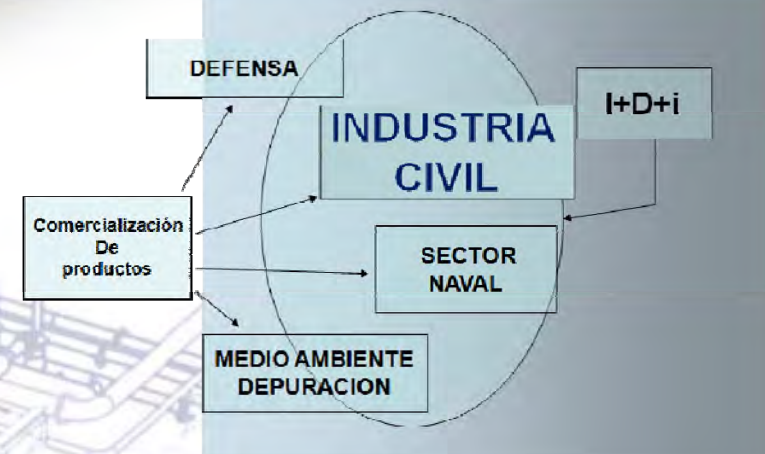 DEFENSA
I+D+i
INDUSTRIA
CIVIL
Comercialización
De
productos
SECTOR
NAVAL
MEDIO AMBIENTE
DEPURACION